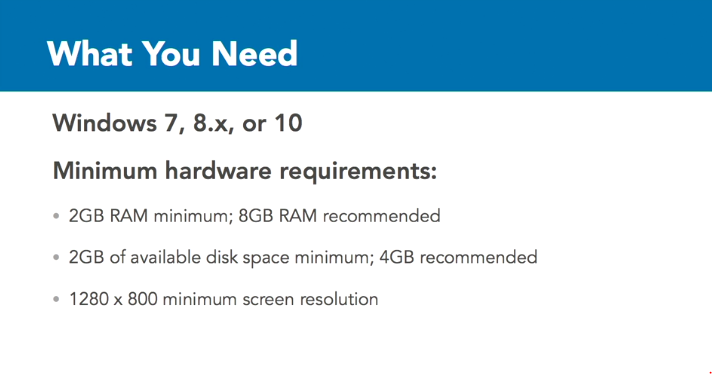 What You Need
Windows 7, 8.x, or 10
Minimum hardware requirements:
• 2GB RAM minimum; 8GB RAM recommended
• 2GB of available disk space minimum; 4GB recommended
• 1280 x 800 minimum screen resolution